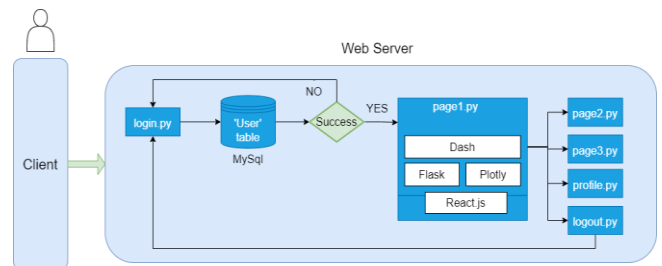 Web Server
Client
login.py
'User'
table
MySql
NO
Success
YES
page1.py
Dash
Flask
Plotly
React.js
page2.py
page3.py
profile.py
logout.py